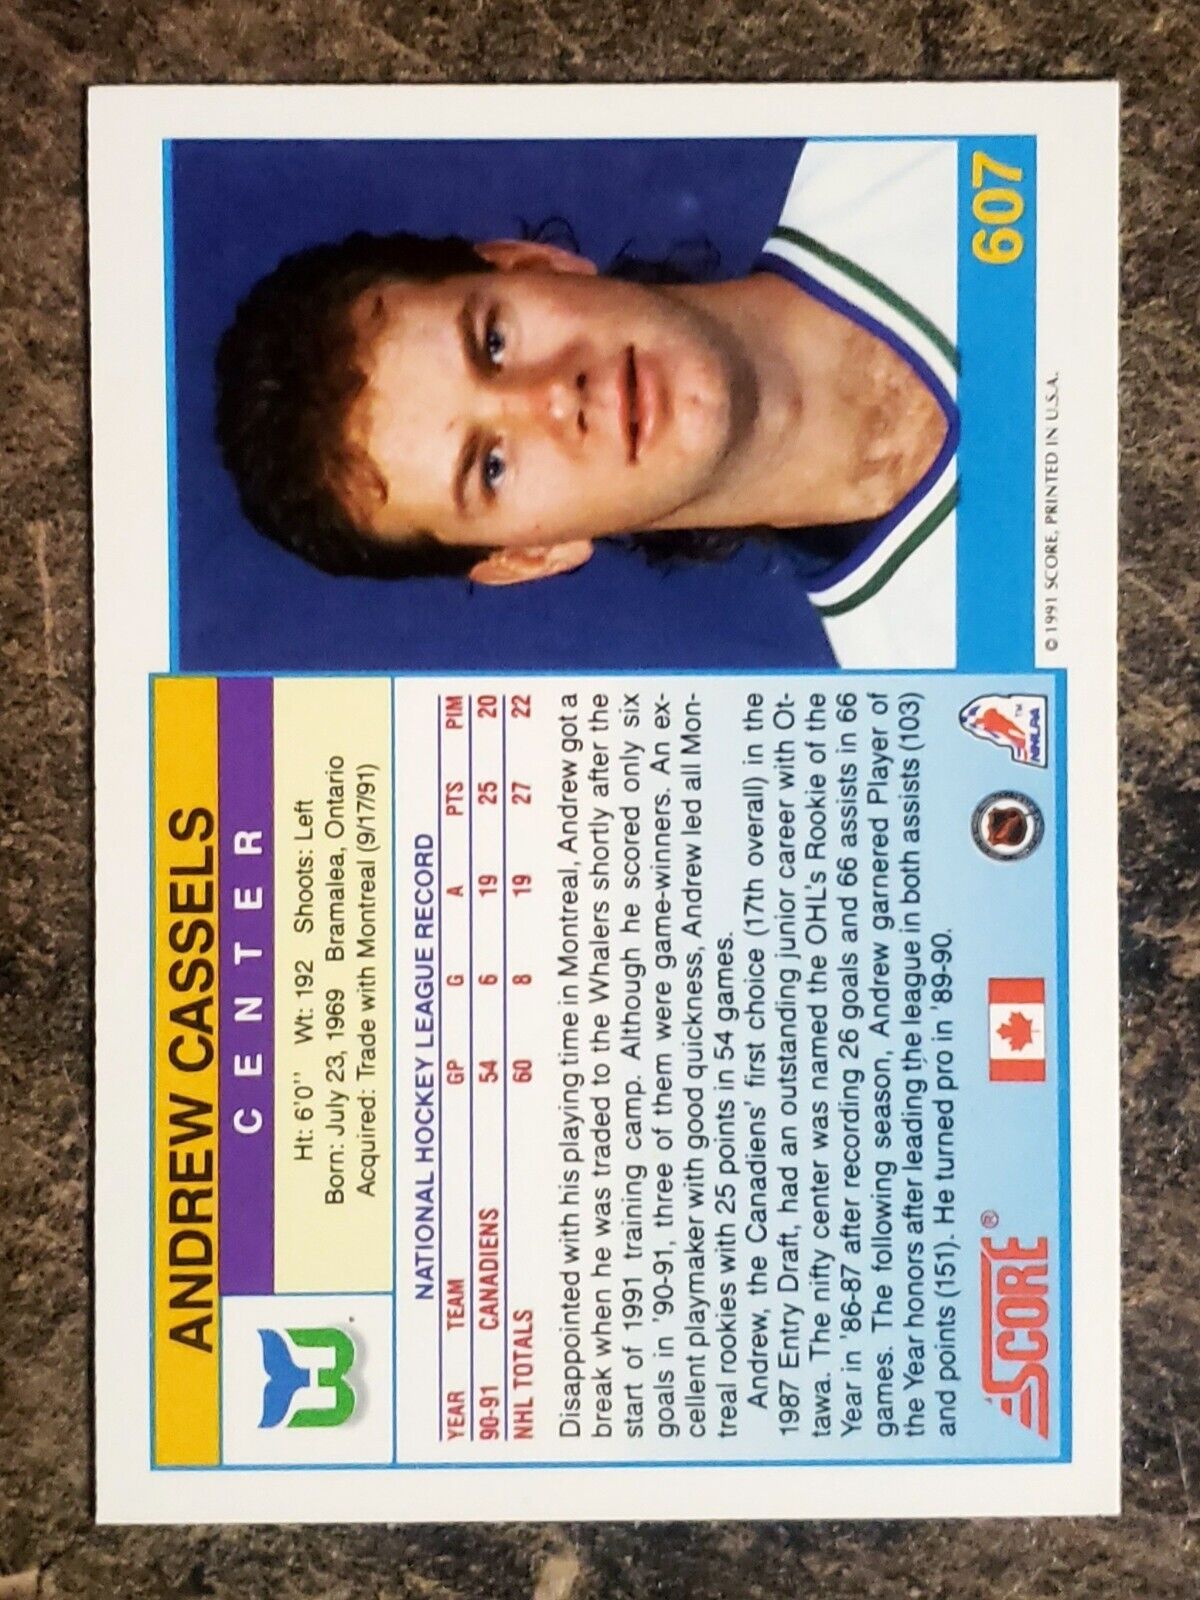 ANDREW CASSELS
CENTER
Ht: 6'0" Wt: 192 Shoots: Left
Born: July 23, 1969 Bramalea, Ontario
Acquired: Trade with Montreal (9/17/91)
NATIONAL HOCKEY LEAGUE RECORD
YEAR TEAM GP G A PTS PIM
90-91 CANADIENS 54 6 19 25 20
NHL TOTALS 60 8 19 27 22
Disappointed with his playing time in Montreal, Andrew got a
break when he was traded to the Whalers shortly after the
start of 1991 training camp. Although he scored only six
goals in '90-91, three of them were game-winners. An ex-
cellent playmaker with good quickness, Andrew led all Mon-
treal rookies with 25 points in 54 games.
Andrew, the Canadiens' first choice (17th overall) in the
1987 Entry Draft, had an outstanding junior career with Ot-
tawa. The nifty center was named the OHL's Rookie of the
Year in '86-87 after recording 26 goals and 66 assists in 66
games. The following season, Andrew garnered Player of
the Year honors after leading the league in both assists (103)
and points (151). He turned pro in '89-90.
SCORE®
NHLPA™
607
© 1991 SCORE, PRINTED IN U.S.A.